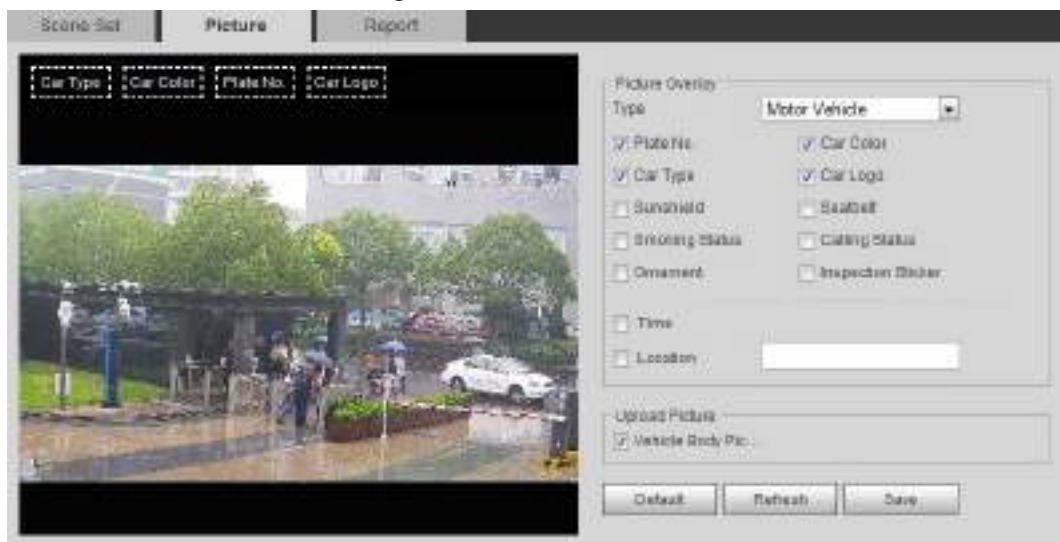 Scene Set Picture Report
Car Type Car Color Plate No. Car Logo
Picture Overlay
Type Motor Vehicle
Plate No. Car Color
Car Type Car Logo
Sunshield Seatbelt
Smoking Status Calling Status
Ornament Inspection Sticker
Time
Location
Upload Picture
Vehicle Body Pic...
Default Refresh Save